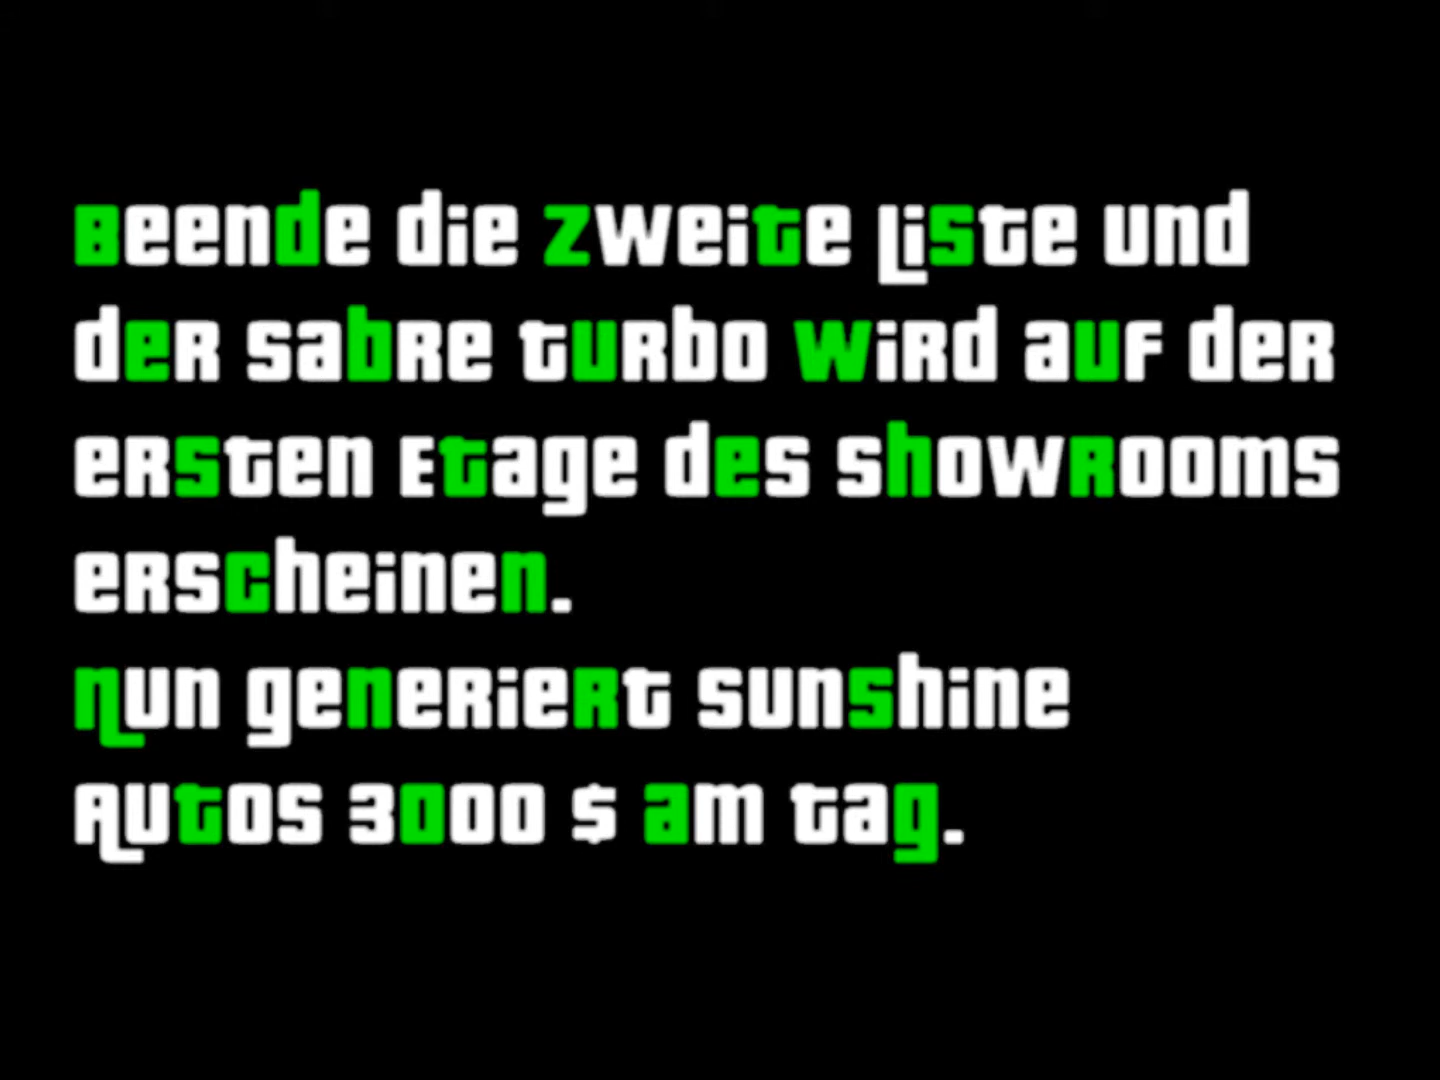 Beende die zweite Liste und
der Sabre Turbo wird auf der
ersten Etage des Showrooms
erscheinen.
Nun generiert Sunshine
Autos 3000 $ am Tag.